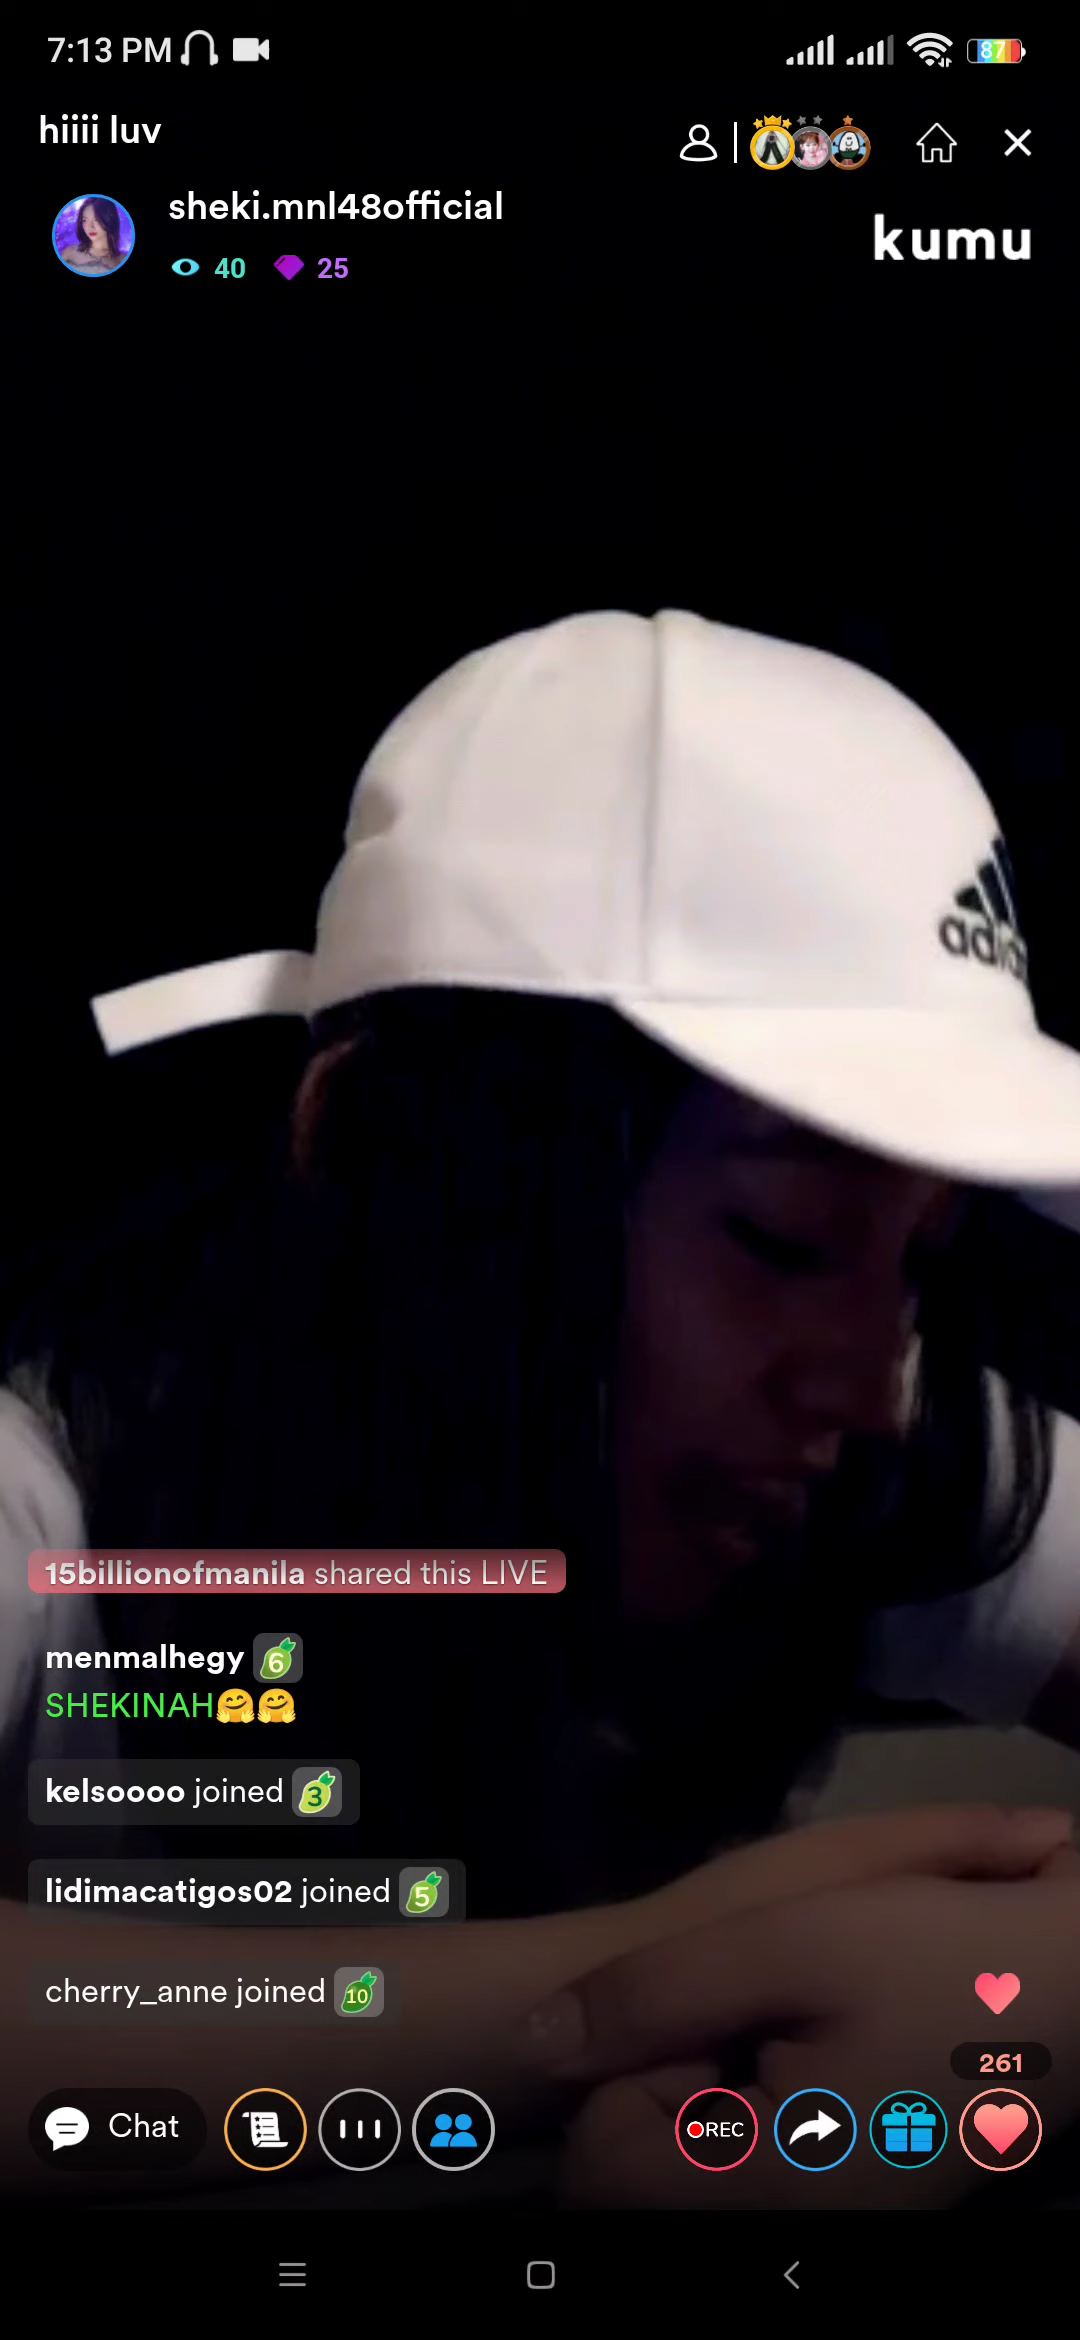 7:13 PM
87
hiiii luv
sheki.mnl48official
40 25
kumu
15billionofmanila shared this LIVE
menmalhegy 6
SHEKINAH🤗🤗
kelsoooo joined 3
lidimacatigos02 joined 5
cherry_anne joined 10
261
Chat
REC